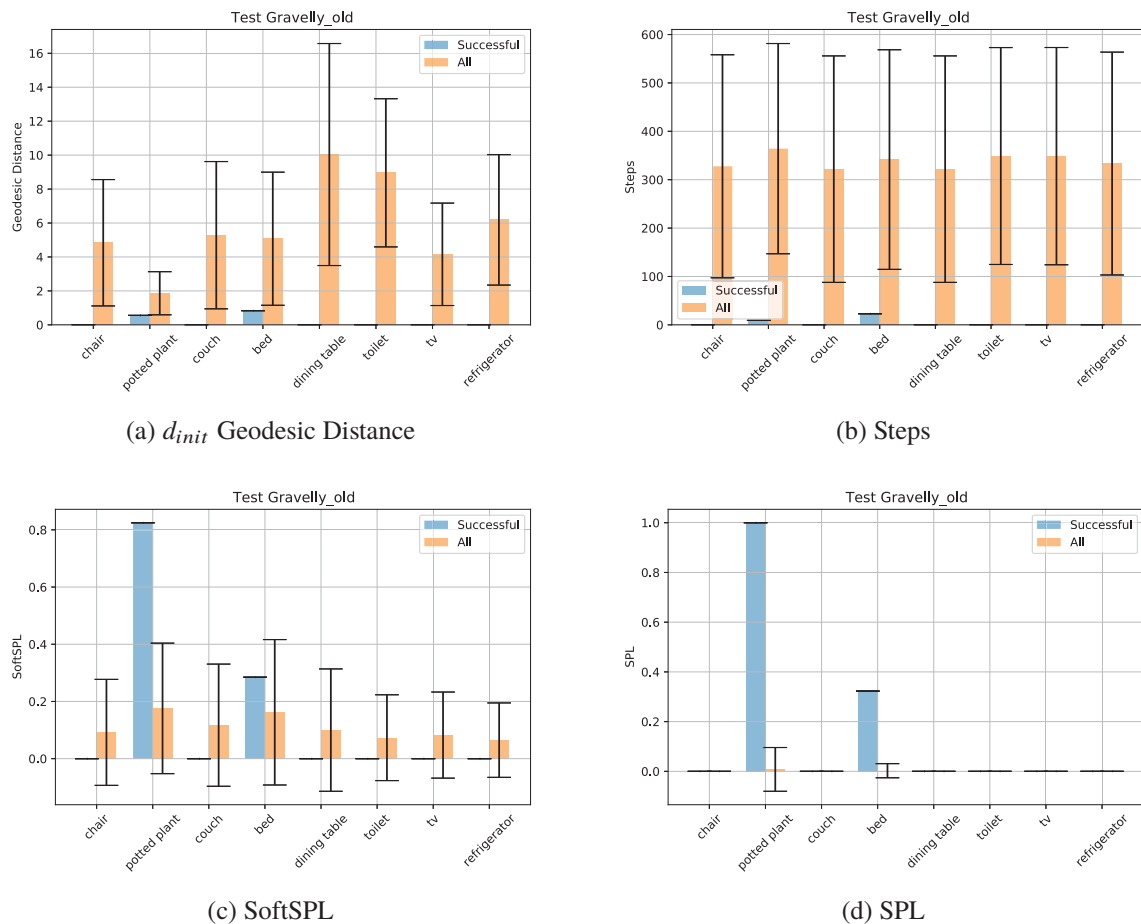 Test Gravelly_old
Successful
All
16
14
12
10
8
6
4
2
0
Geodesic Distance
chair
potted plant
couch
bed
dining table
toilet
tv
refrigerator
(a) d_init Geodesic Distance
Test Gravelly_old
600
500
400
300
200
100
0
Steps
Successful
All
chair
potted plant
couch
bed
dining table
toilet
tv
refrigerator
(b) Steps
Test Gravelly_old
Successful
All
0.8
0.6
0.4
0.2
0.0
SoftSPL
chair
potted plant
couch
bed
dining table
toilet
tv
refrigerator
(c) SoftSPL
Test Gravelly_old
Successful
All
1.0
0.8
0.6
0.4
0.2
0.0
SPL
chair
potted plant
couch
bed
dining table
toilet
tv
refrigerator
(d) SPL